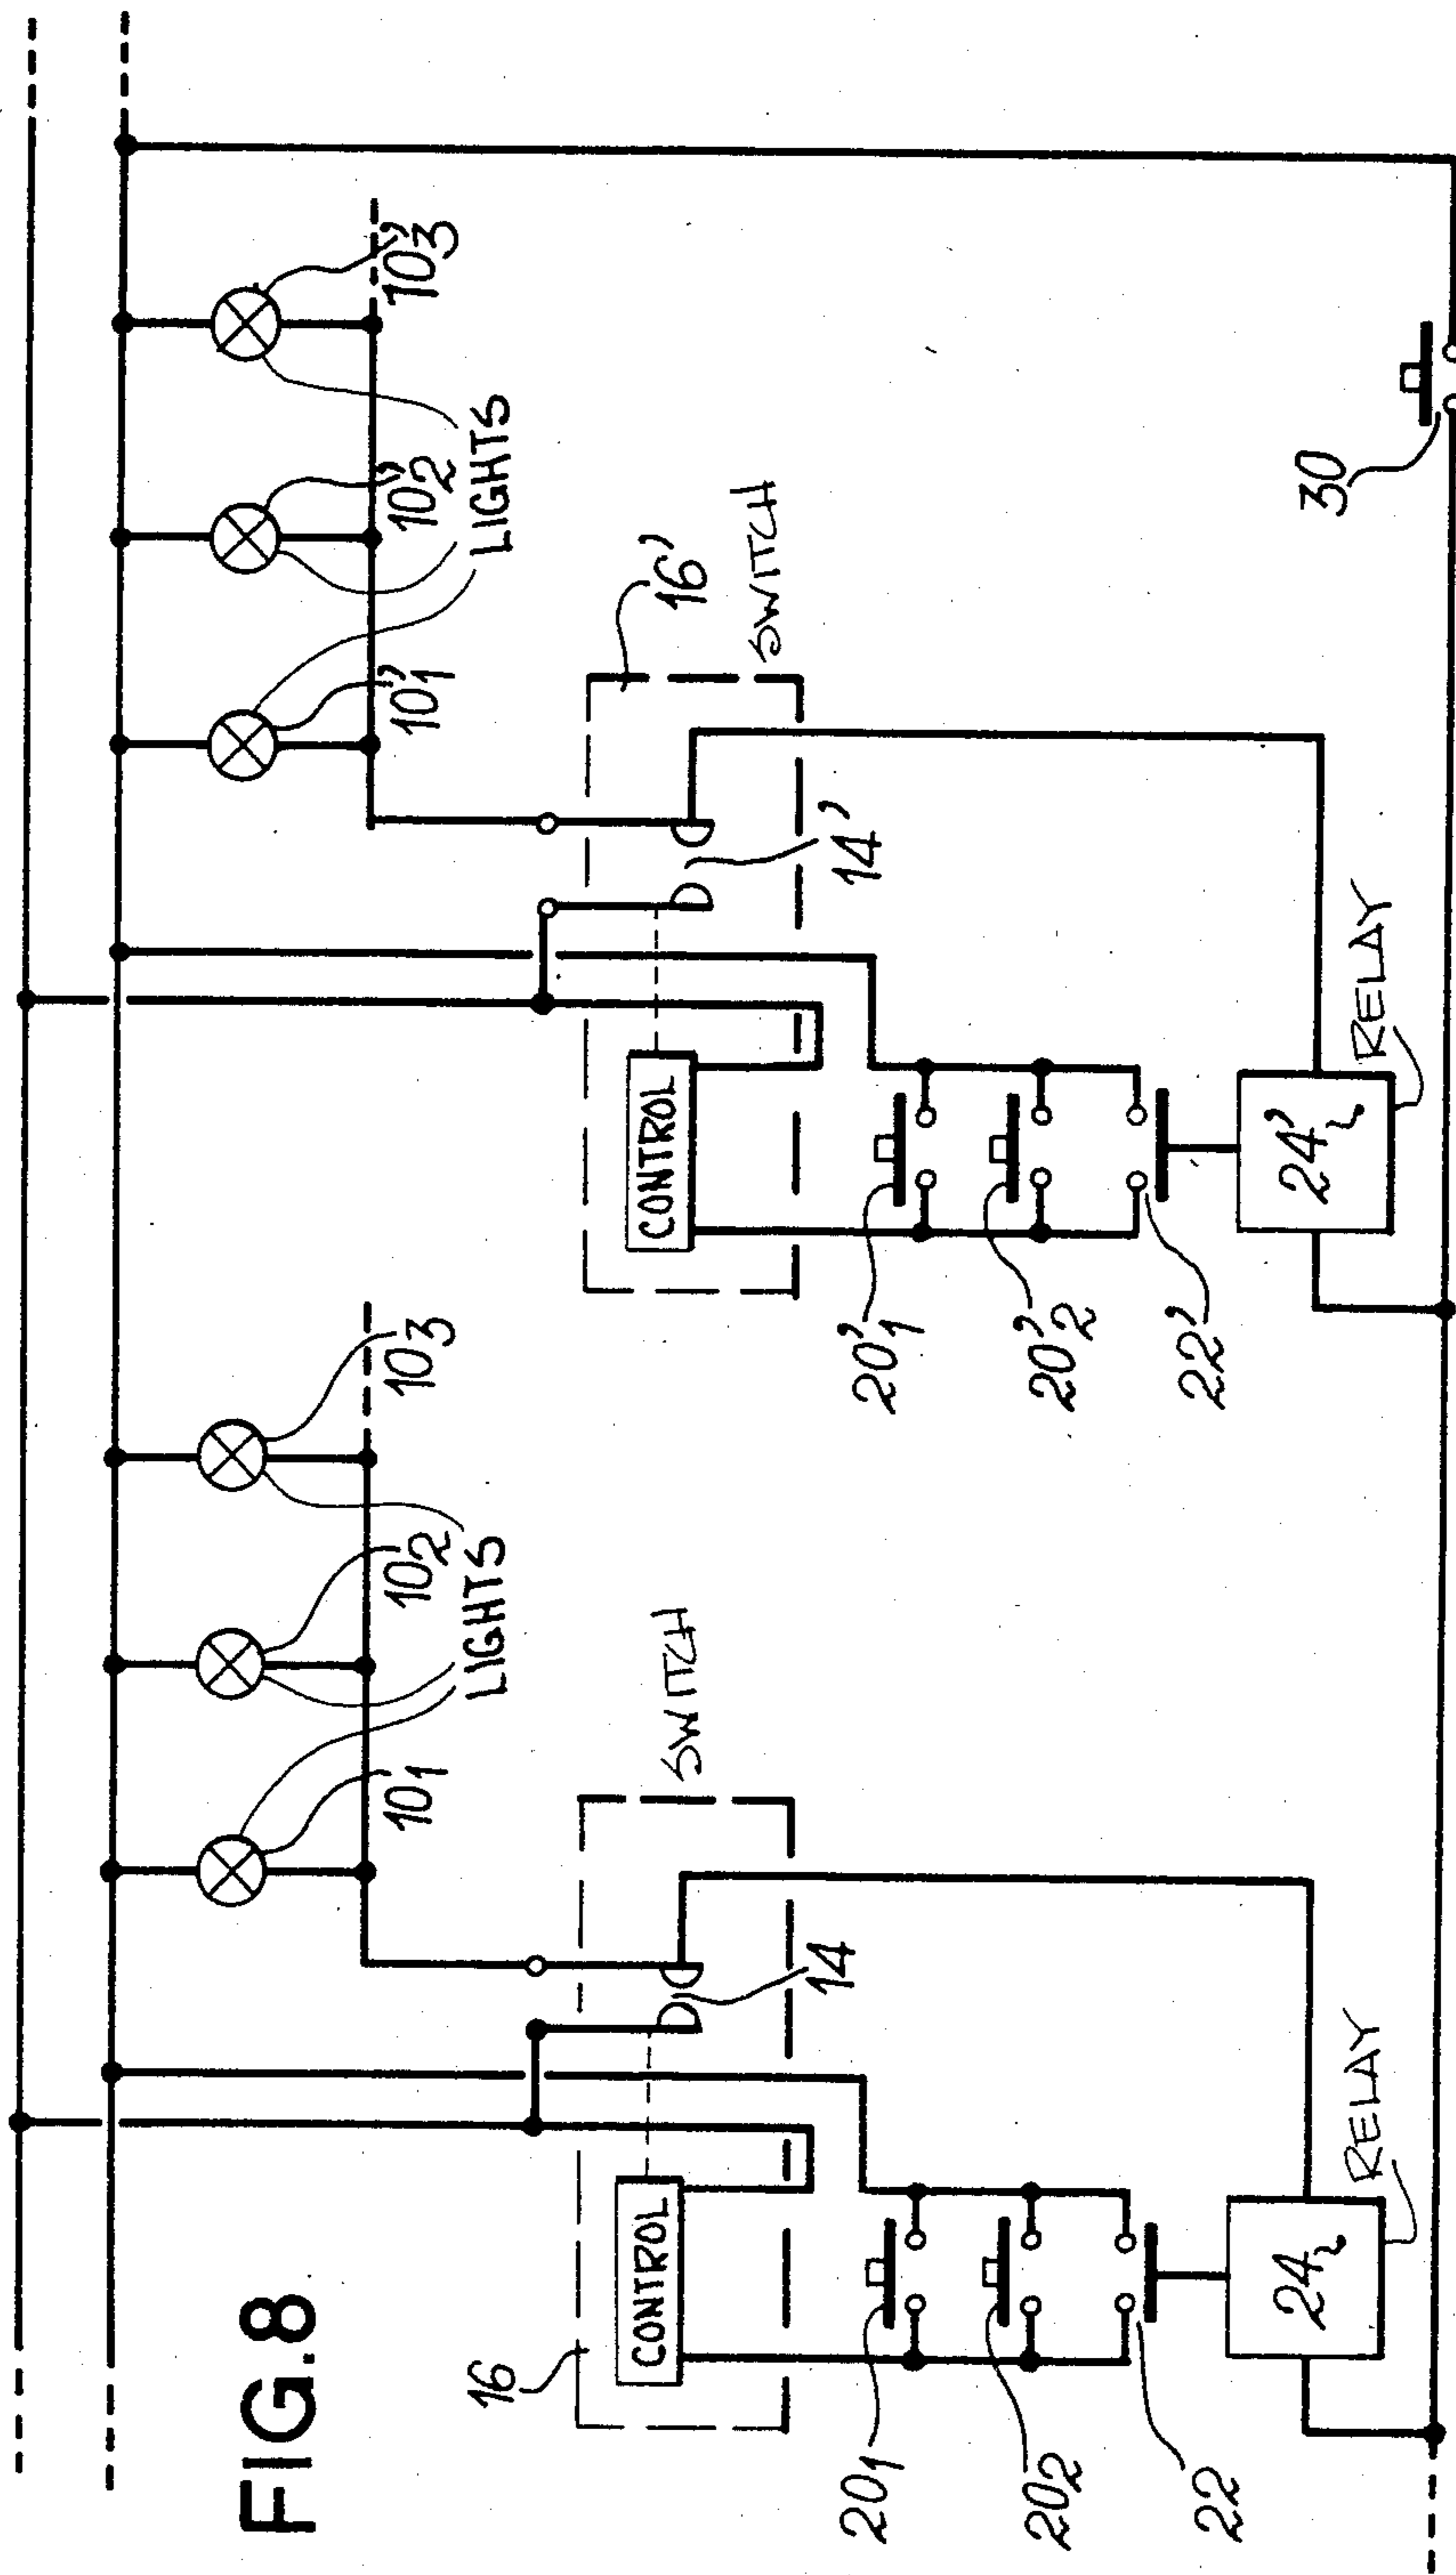 FIG.8
10₁
10₂
10₃
LIGHTS
10'₁
10'₂
10'₃
LIGHTS
16
CONTROL
SWITCH
14
CONTROL
16'
SWITCH
14'
20₁
20₂
22
24
RELAY
20'₁
20'₂
22'
24'
RELAY
30